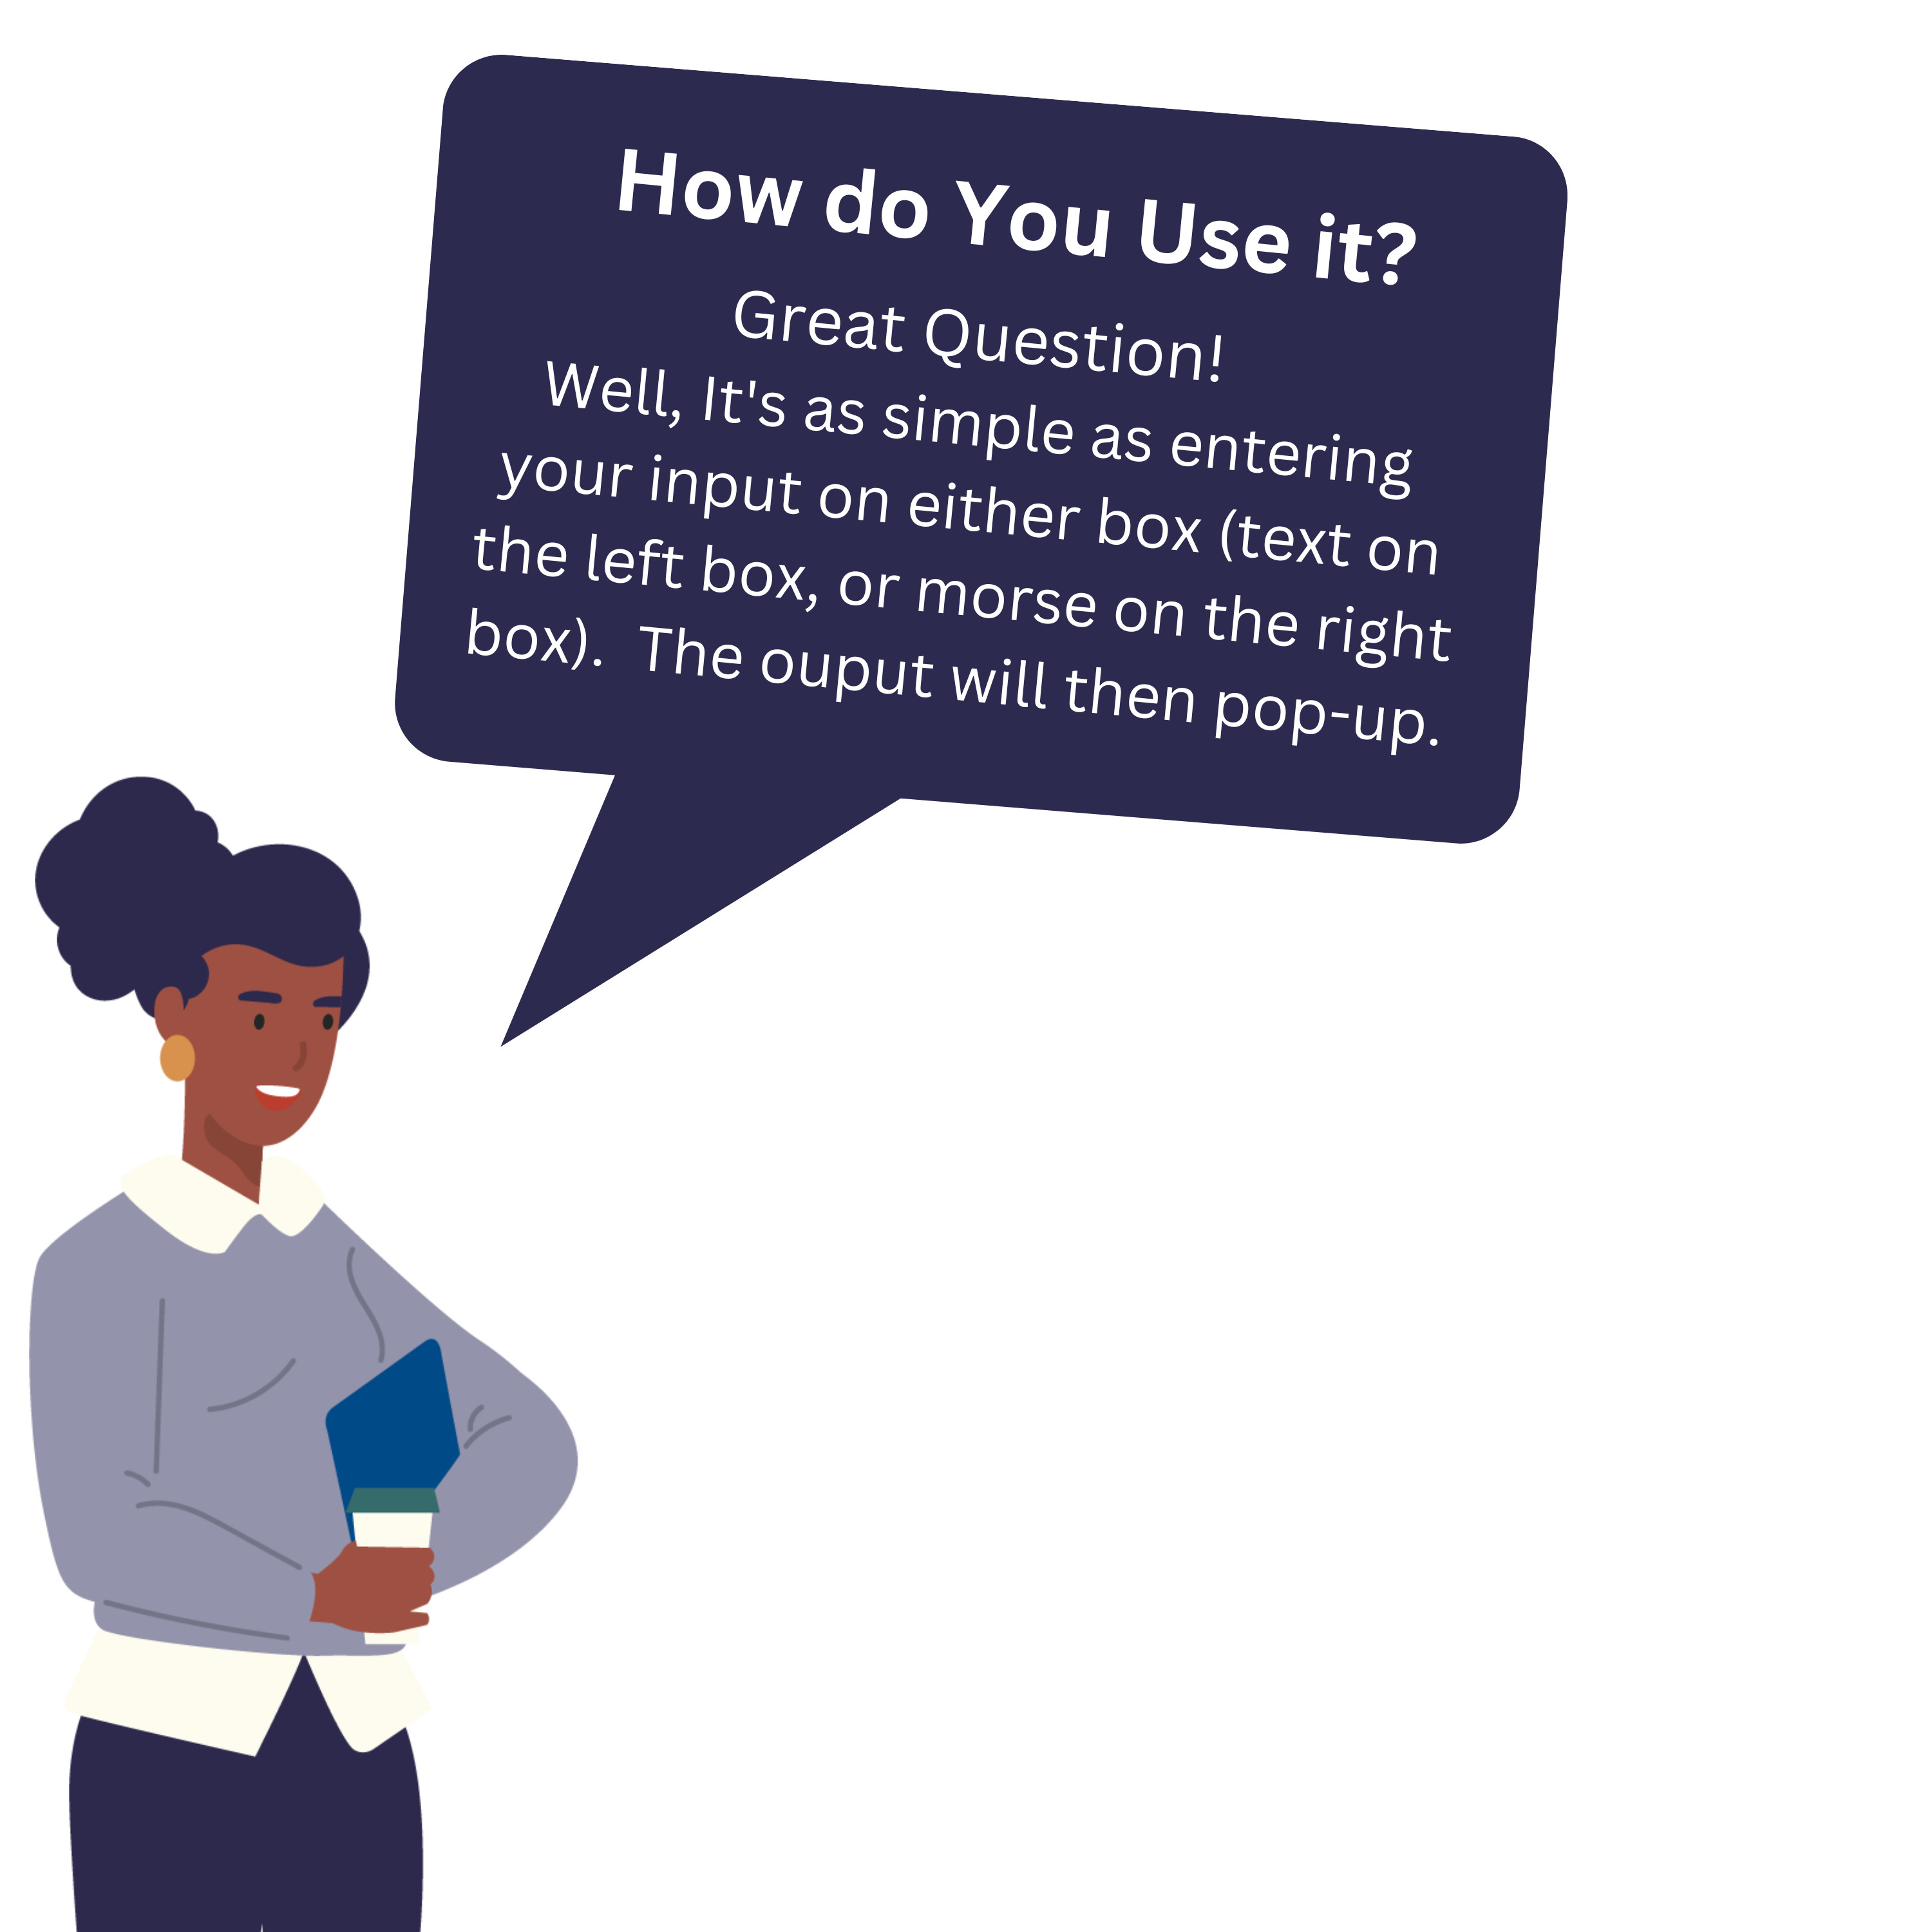 How do You Use it?
Great Question!
Well, It's as simple as entering
your input on either box (text on
the left box, or morse on the right
box).  The ouput will then pop-up.